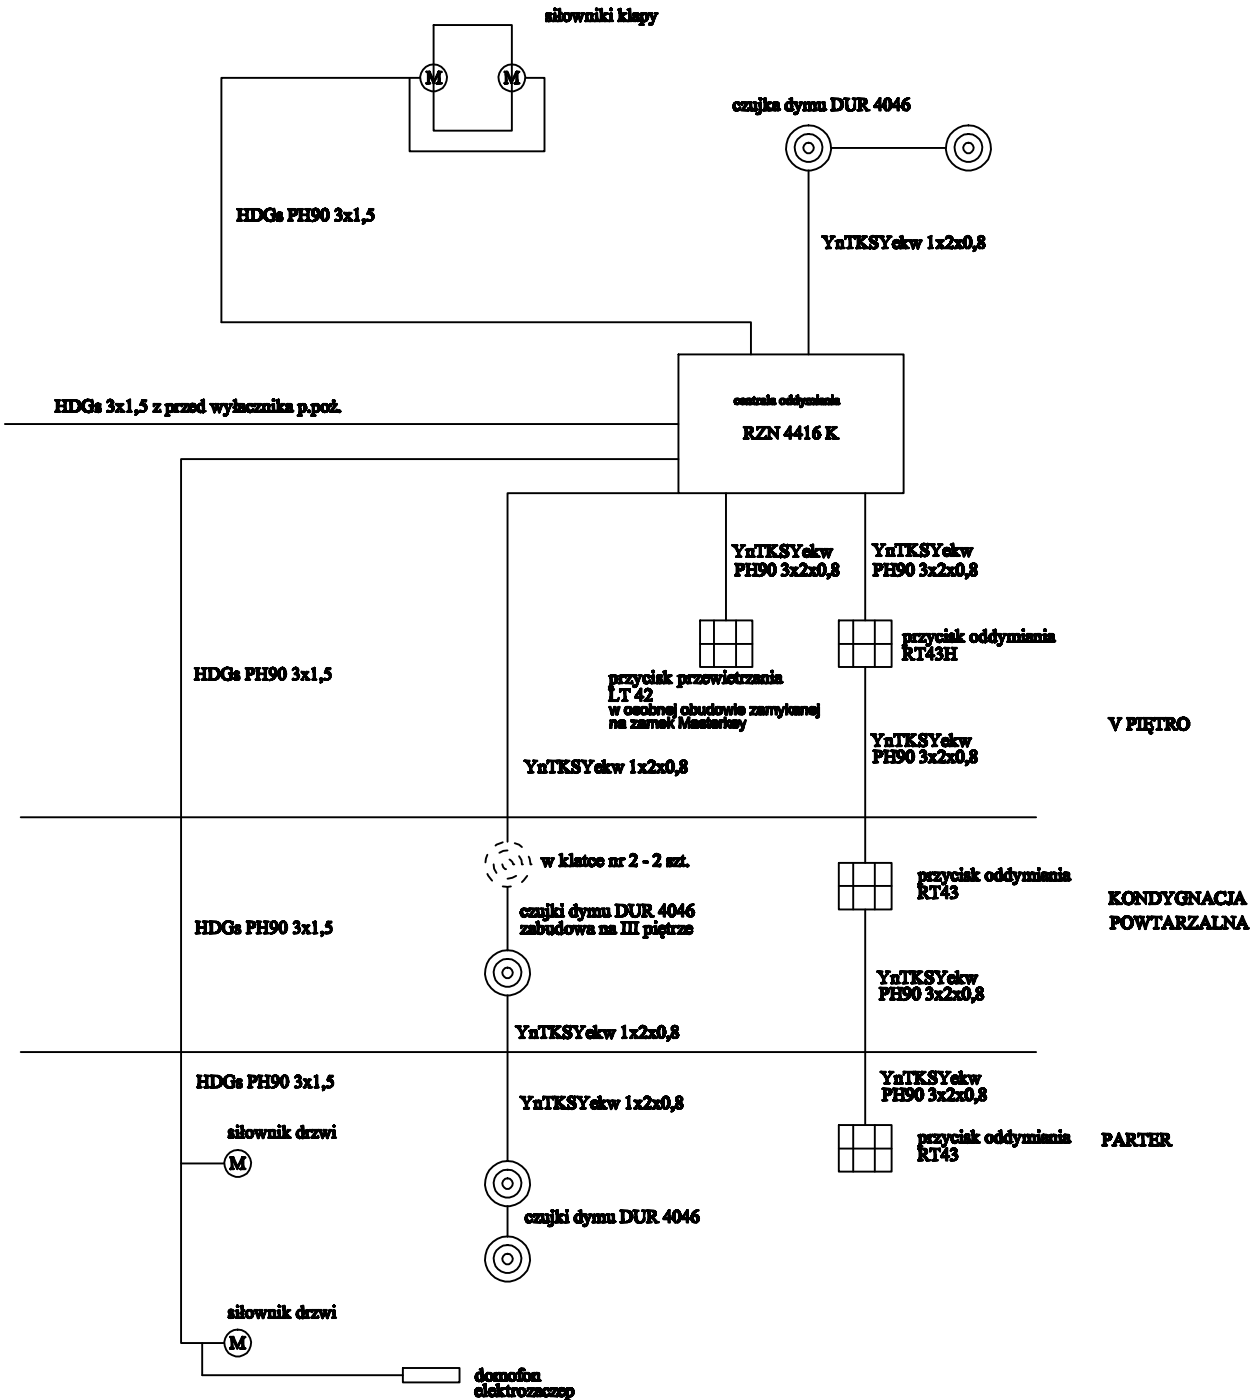 siłowniki klapy
M
M
czujka dymu DUR 4046
HDGs PH90 3x1,5
YnTKSYekw 1x2x0,8
HDGs 3x1,5 z przed wyłacznika p.poż.
centrala oddymiania
RZN 4416 K
YnTKSYekw
PH90 3x2x0,8
YnTKSYekw
PH90 3x2x0,8
przycisk oddymiania
RT43H
HDGs PH90 3x1,5
przycisk przewietrzania
LT 42
w osobnej obudowie zamykanej
na zamek Masterkey
V PIĘTRO
YnTKSYekw
PH90 3x2x0,8
YnTKSYekw 1x2x0,8
w klatce nr 2 - 2 szt.
przycisk oddymiania
RT43
KONDYGNACJA
POWTARZALNA
czujki dymu DUR 4046
zabudowa na III piętrze
HDGs PH90 3x1,5
YnTKSYekw
PH90 3x2x0,8
YnTKSYekw 1x2x0,8
HDGs PH90 3x1,5
YnTKSYekw
PH90 3x2x0,8
YnTKSYekw 1x2x0,8
siłownik drzwi
M
przycisk oddymiania
RT43
PARTER
czujki dymu DUR 4046
siłownik drzwi
M
domofon
elektrozaczep